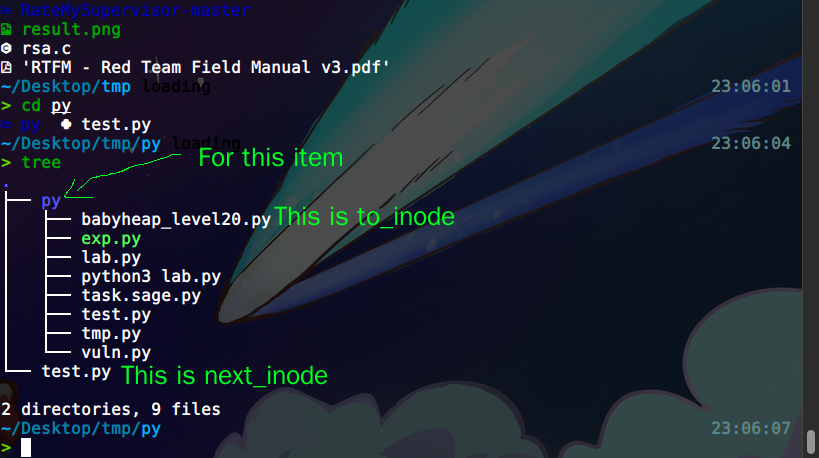 RateMySupervisor-master
result.png
rsa.c
'RTFM - Red Team Field Manual v3.pdf'
~/Desktop/tmp loading 23:06:01
> cd py
py test.py
~/Desktop/tmp/py loading 23:06:04
> tree
For this item
.
├── py
│   ├── babyheap_level20.py This is to_inode
│   ├── exp.py
│   ├── lab.py
│   ├── python3 lab.py
│   ├── task.sage.py
│   ├── test.py
│   ├── tmp.py
│   └── vuln.py
└── test.py This is next_inode
2 directories, 9 files
~/Desktop/tmp/py 23:06:07
>